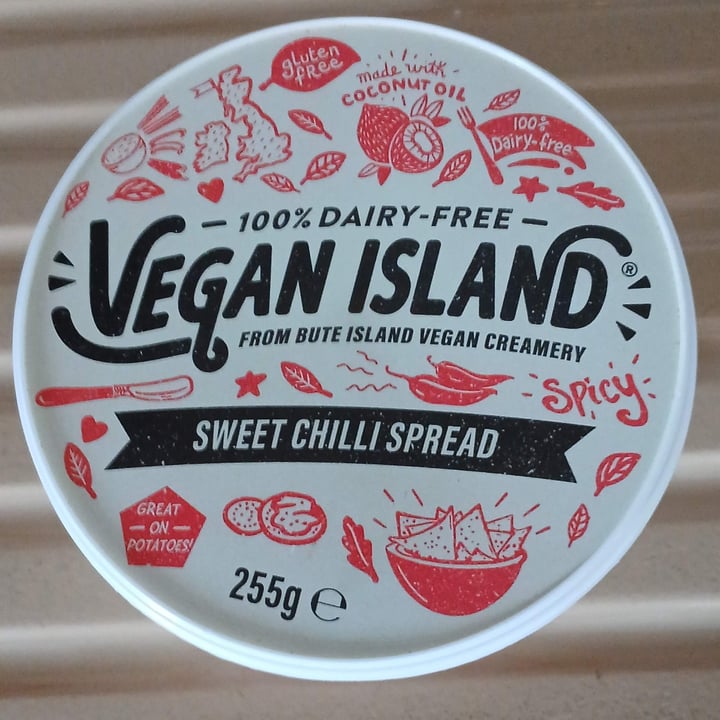 gluten
free
made with
COCONUT OIL
100%
Dairy-free
100% DAIRY-FREE
VEGAN ISLAND®
FROM BUTE ISLAND VEGAN CREAMERY
Spicy
SWEET CHILLI SPREAD
GREAT
ON
POTATOES!
255g ℮